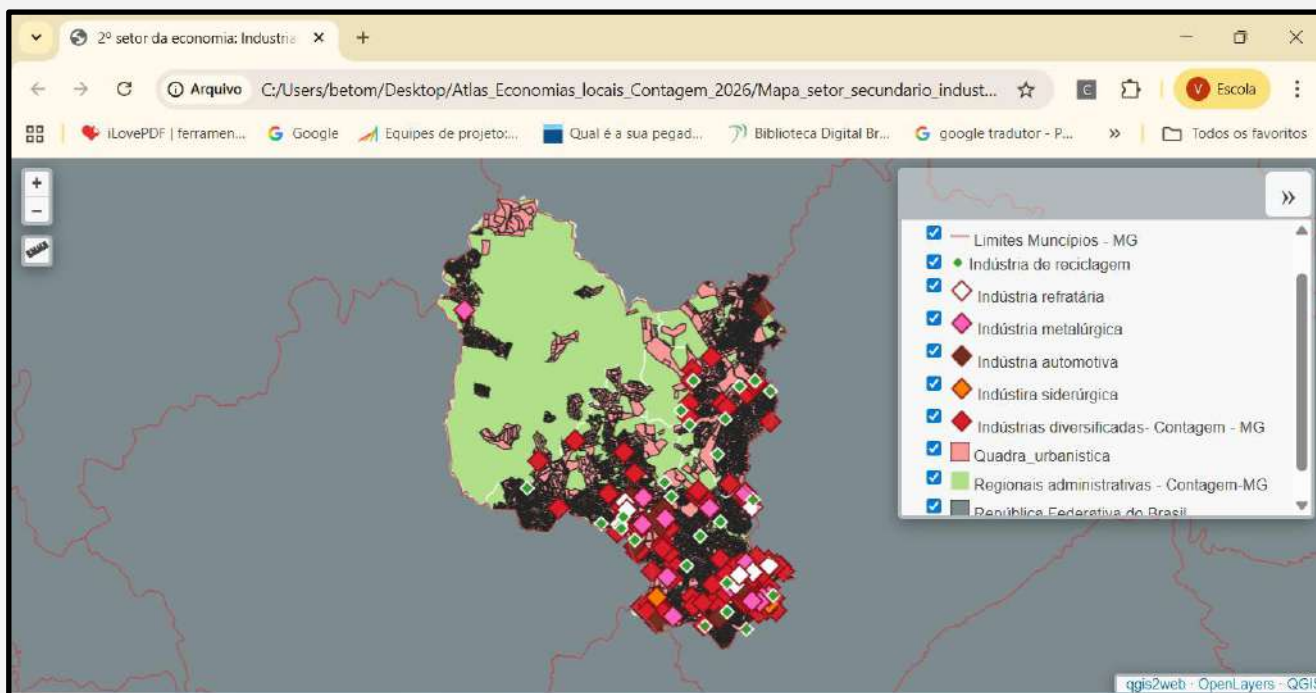 2º setor da economia: Industria
Arquivo
C:/Users/betom/Desktop/Atlas_Economias_locais_Contagem_2026/Mapa_setor_secundario_indust...
C
V Escola
iLovePDF | ferramen...
Google
Equipes de projeto:...
Qual é a sua pegad...
Biblioteca Digital Br...
google tradutor - P...
»
Todos os favoritos
+
−
»
Limites Muncípios - MG
Indústria de reciclagem
Indústria refratária
Indústria metalúrgica
Indústria automotiva
Indústira siderúrgica
Indústrias diversificadas- Contagem - MG
Quadra_urbanistica
Regionais administrativas - Contagem-MG
República Federativa do Brasil
qgis2web · OpenLayers · QGIS